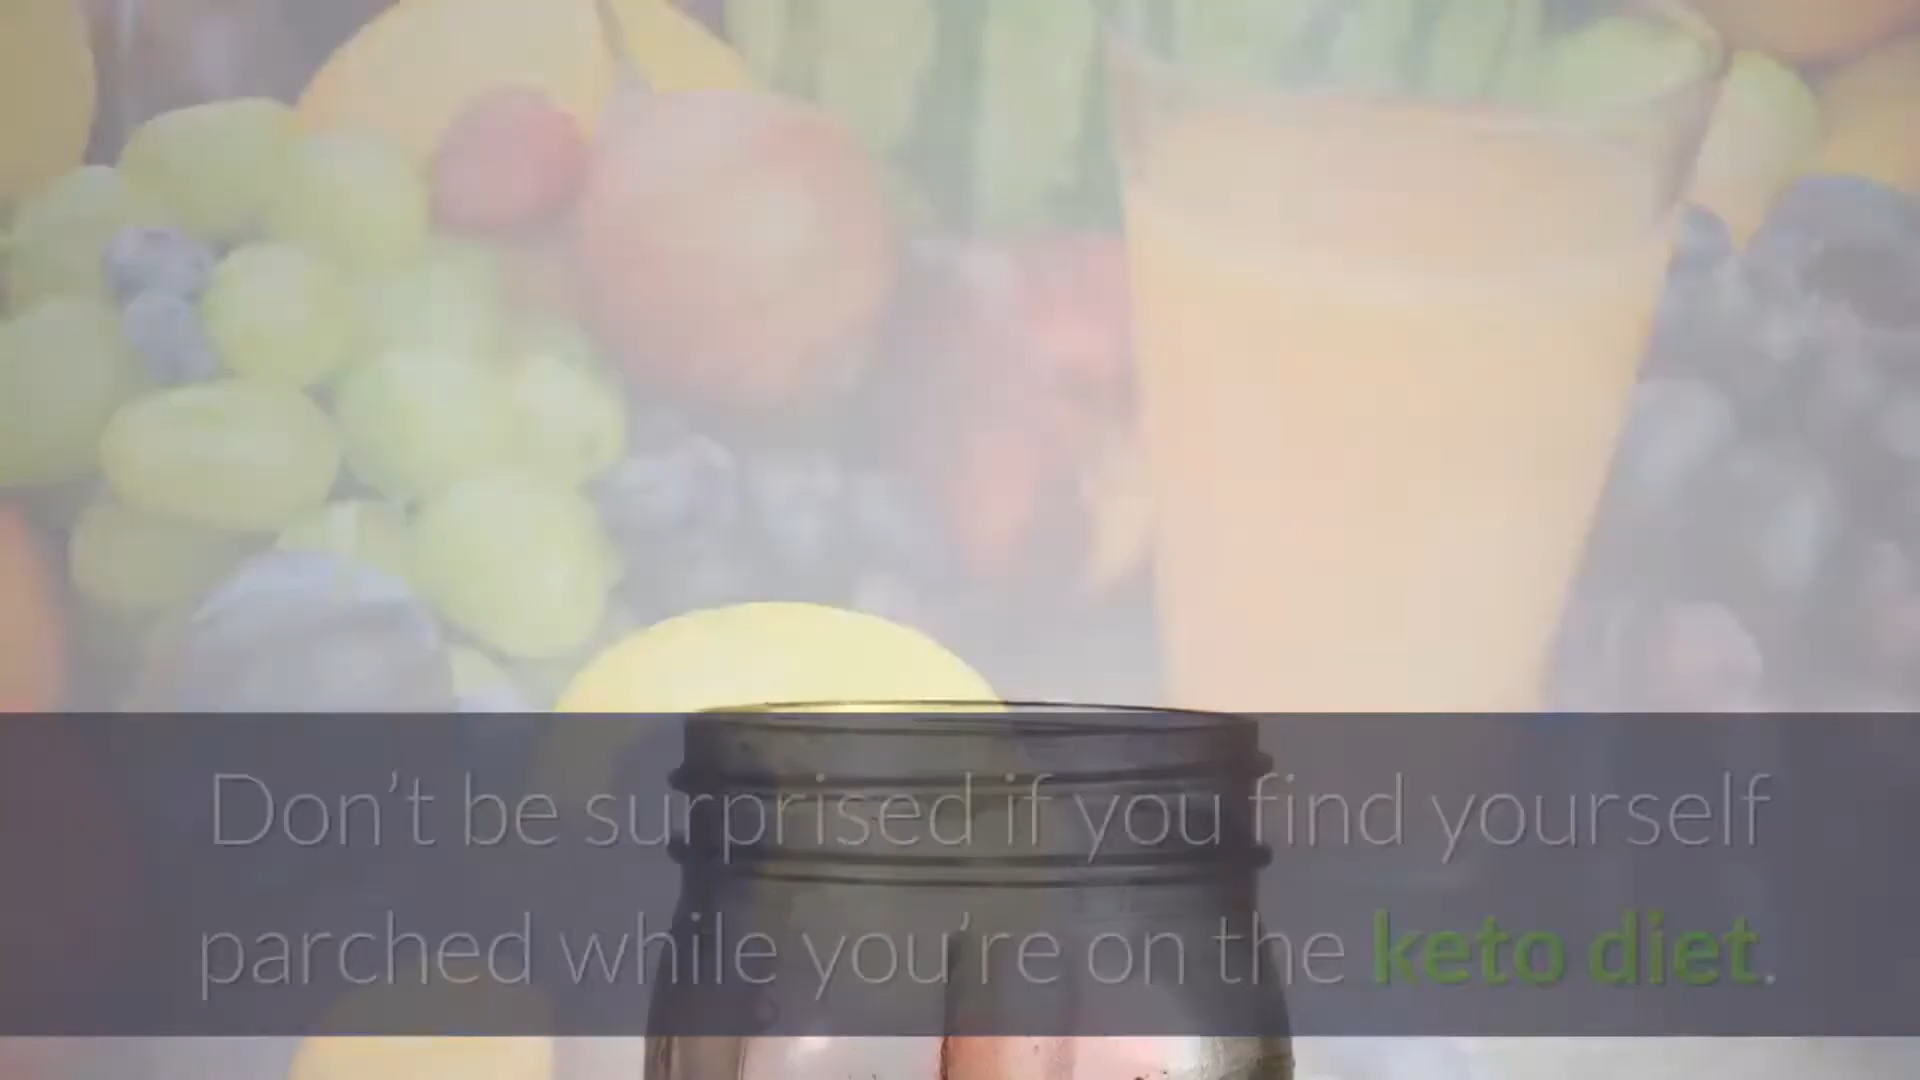 Don't be surprised if you find yourself
parched while you're on the keto diet.